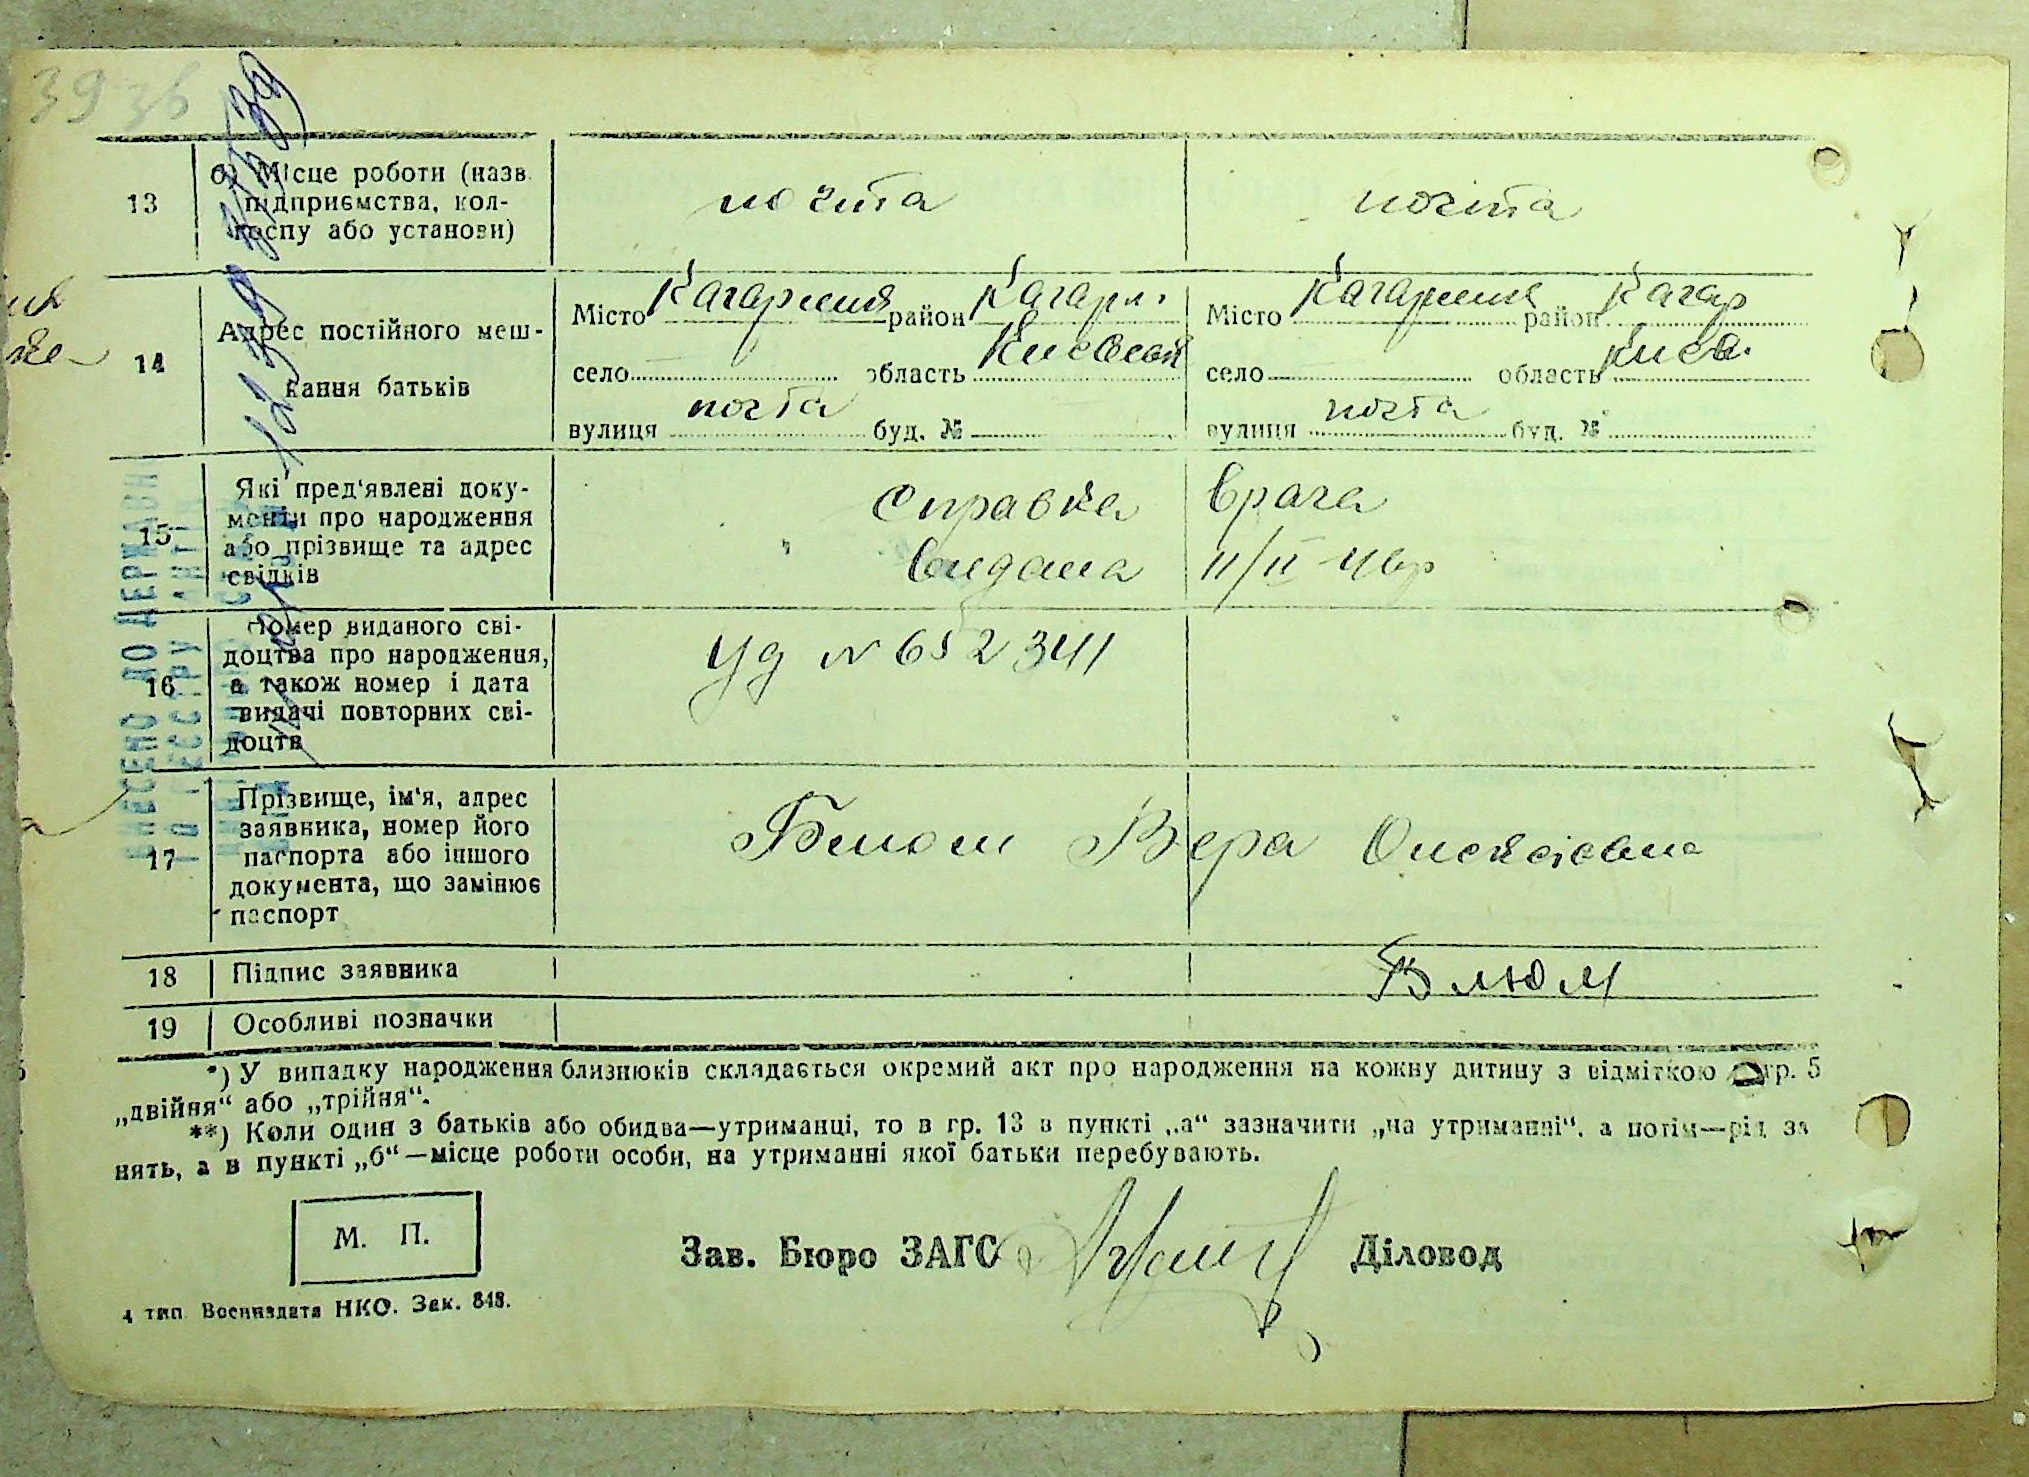 13
б) Місце роботи (назв.
підприємства, кол-
госпу або установи)
почта
почта
14
Адрес постійного меш-
кання батьків
Місто Кагарлик район Кагарл.
село область Киевская
вулиця почта буд. №
Місто Кагарлик район Кагар
село область Киев.
вулиця почта буд. №
15
Які пред'явлені доку-
менти про народження
або прізвище та адрес
свідків
Справка врача
видана 11/II
16
Номер виданого сві-
доцтва про народження,
а також номер і дата
видачі повторних сві-
доцтв
УД № 652341
17
Прізвище, ім'я, адрес
заявника, номер його
паспорта або іншого
документа, що замінює
паспорт
Блюм Вера Олексієвна
18
Підпис заявника
Блюм
19
Особливі позначки
*) У випадку народження близнюків складається окремий акт про народження на кожну дитину з відміткою гр. 5
„двійня“ або „трійня“.
**) Коли один з батьків або обидва—утриманці, то в гр. 13 в пункті „а“ зазначити „на утриманні“, а потім—рід за
нять, а в пункті „б“—місце роботи особи, на утриманні якої батьки перебувають.
М. П.
Зав. Бюро ЗАГС
Діловод
4 тип. Воениздата НКО. Зак. 848.
ВНЕСЕНО ДО ДЕРЖАВН